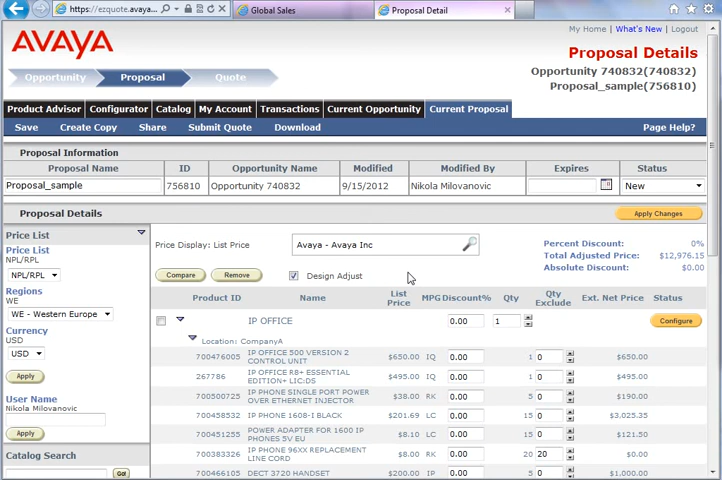 https://ezquote.avaya....
Global Sales
Proposal Detail
AVAYA
My Home | What's New | Logout
Proposal Details
Opportunity 740832(740832)
Proposal_sample(756810)
Opportunity
Proposal
Quote
Product Advisor
Configurator
Catalog
My Account
Transactions
Current Opportunity
Current Proposal
Save
Create Copy
Share
Submit Quote
Download
Page Help?
Proposal Information
Proposal Name ID Opportunity Name Modified Modified By Expires Status
Proposal_sample 756810 Opportunity 740832 9/15/2012 Nikola Milovanovic New
Proposal Details
Apply Changes
Price List
Price List
NPL/RPL
NPL/RPL
Regions
WE
WE - Western Europe
Currency
USD
USD
Apply
User Name
Nikola Milovanovic
Apply
Catalog Search
Go!
Price Display: List Price
Avaya - Avaya Inc
Percent Discount: 0%
Total Adjusted Price: $12,976.15
Absolute Discount: $0.00
Compare
Remove
Design Adjust
Product ID Name List Price MPG Discount% Qty Qty Exclude Ext. Net Price Status
IP OFFICE 0.00 1 Configure
Location: CompanyA
700476005 IP OFFICE 500 VERSION 2 CONTROL UNIT $650.00 IQ 0.00 1 0 $650.00
267786 IP OFFICE R8+ ESSENTIAL EDITION+ LIC:DS $495.00 IQ 0.00 1 0 $495.00
700500725 IP PHONE SINGLE PORT POWER OVER ETHERNET INJECTOR $38.00 RK 0.00 5 0 $190.00
700458532 IP PHONE 1608-I BLACK $201.69 LC 0.00 15 0 $3,025.35
700451255 POWER ADAPTER FOR 1600 IP PHONES 5V EU $8.10 LC 0.00 15 0 $121.50
700383326 IP PHONE 96XX REPLACEMENT LINE CORD $8.00 RK 0.00 20 20 $0.00
700466105 DECT 3720 HANDSET $200.00 IP 0.00 5 0 $1,000.00